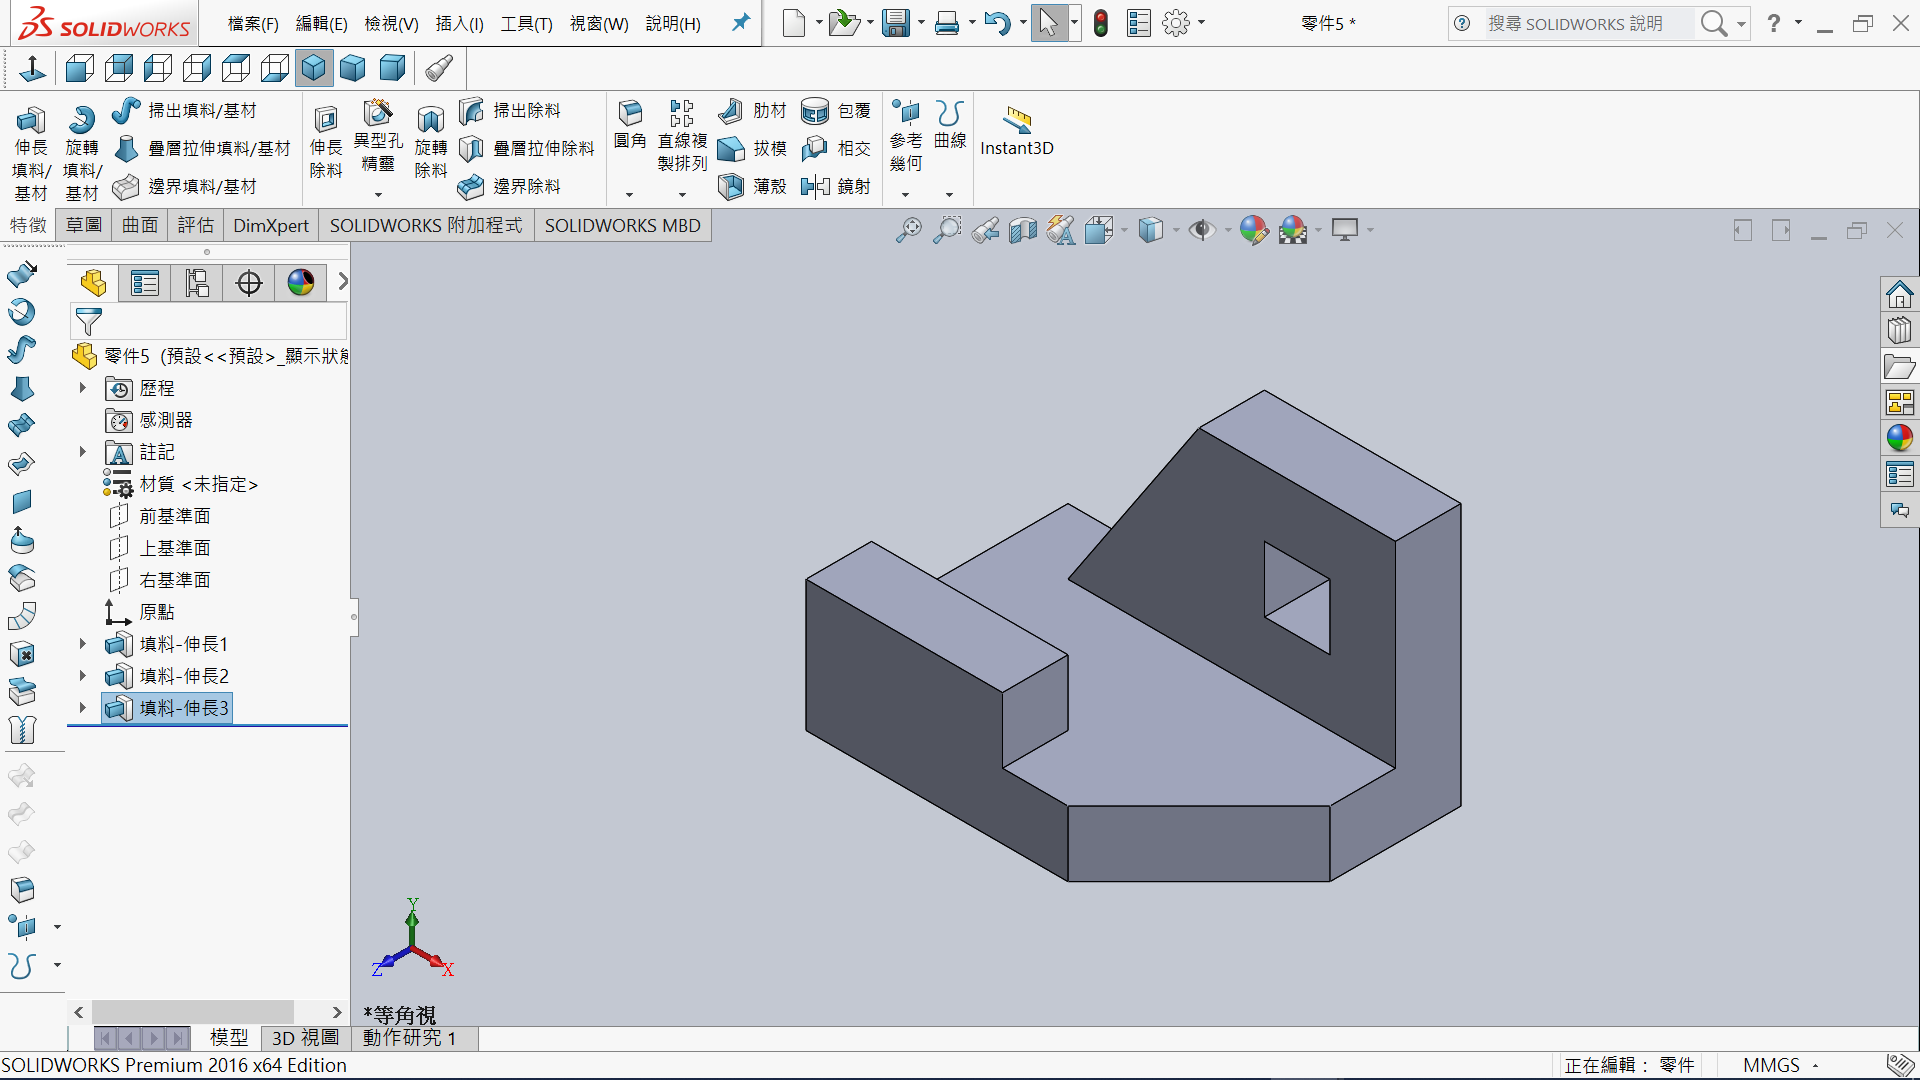 SOLIDWORKS
檔案(F) 編輯(E) 檢視(V) 插入(I) 工具(T) 視窗(W) 說明(H)
零件5 *
搜尋 SOLIDWORKS 說明
伸長填料/基材
旋轉填料/基材
掃出填料/基材
疊層拉伸填料/基材
邊界填料/基材
伸長除料
異型孔精靈
旋轉除料
掃出除料
疊層拉伸除料
邊界除料
圓角
直線複製排列
肋材
拔模
薄殼
包覆
相交
鏡射
參考幾何
曲線
Instant3D
特徵 草圖 曲面 評估 DimXpert SOLIDWORKS 附加程式 SOLIDWORKS MBD
零件5 (預設<<預設>_顯示狀態
歷程
感測器
註記
材質 <未指定>
前基準面
上基準面
右基準面
原點
填料-伸長1
填料-伸長2
填料-伸長3
Y
Z
X
*等角視
模型 3D 視圖 動作研究 1
SOLIDWORKS Premium 2016 x64 Edition
正在編輯： 零件
MMGS